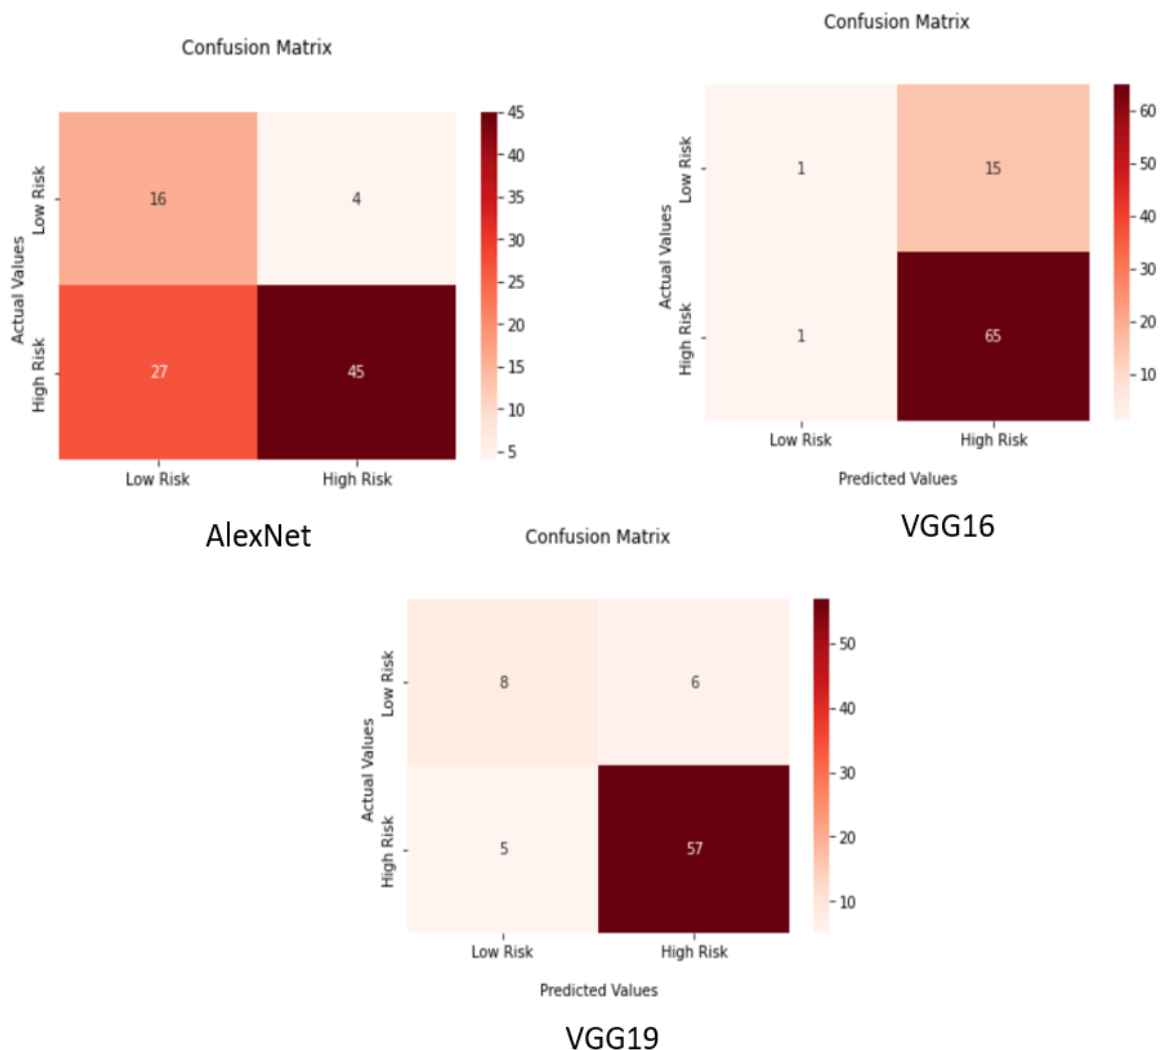 Confusion Matrix
Low Risk
High Risk
Actual Values
16
4
27
45
Low Risk
High Risk
45
40
35
30
25
20
15
10
5
AlexNet
Confusion Matrix
Low Risk
High Risk
Actual Values
1
15
1
65
Low Risk
High Risk
Predicted Values
60
50
40
30
20
10
VGG16
Confusion Matrix
Low Risk
High Risk
Actual Values
8
6
5
57
Low Risk
High Risk
Predicted Values
50
40
30
20
10
VGG19